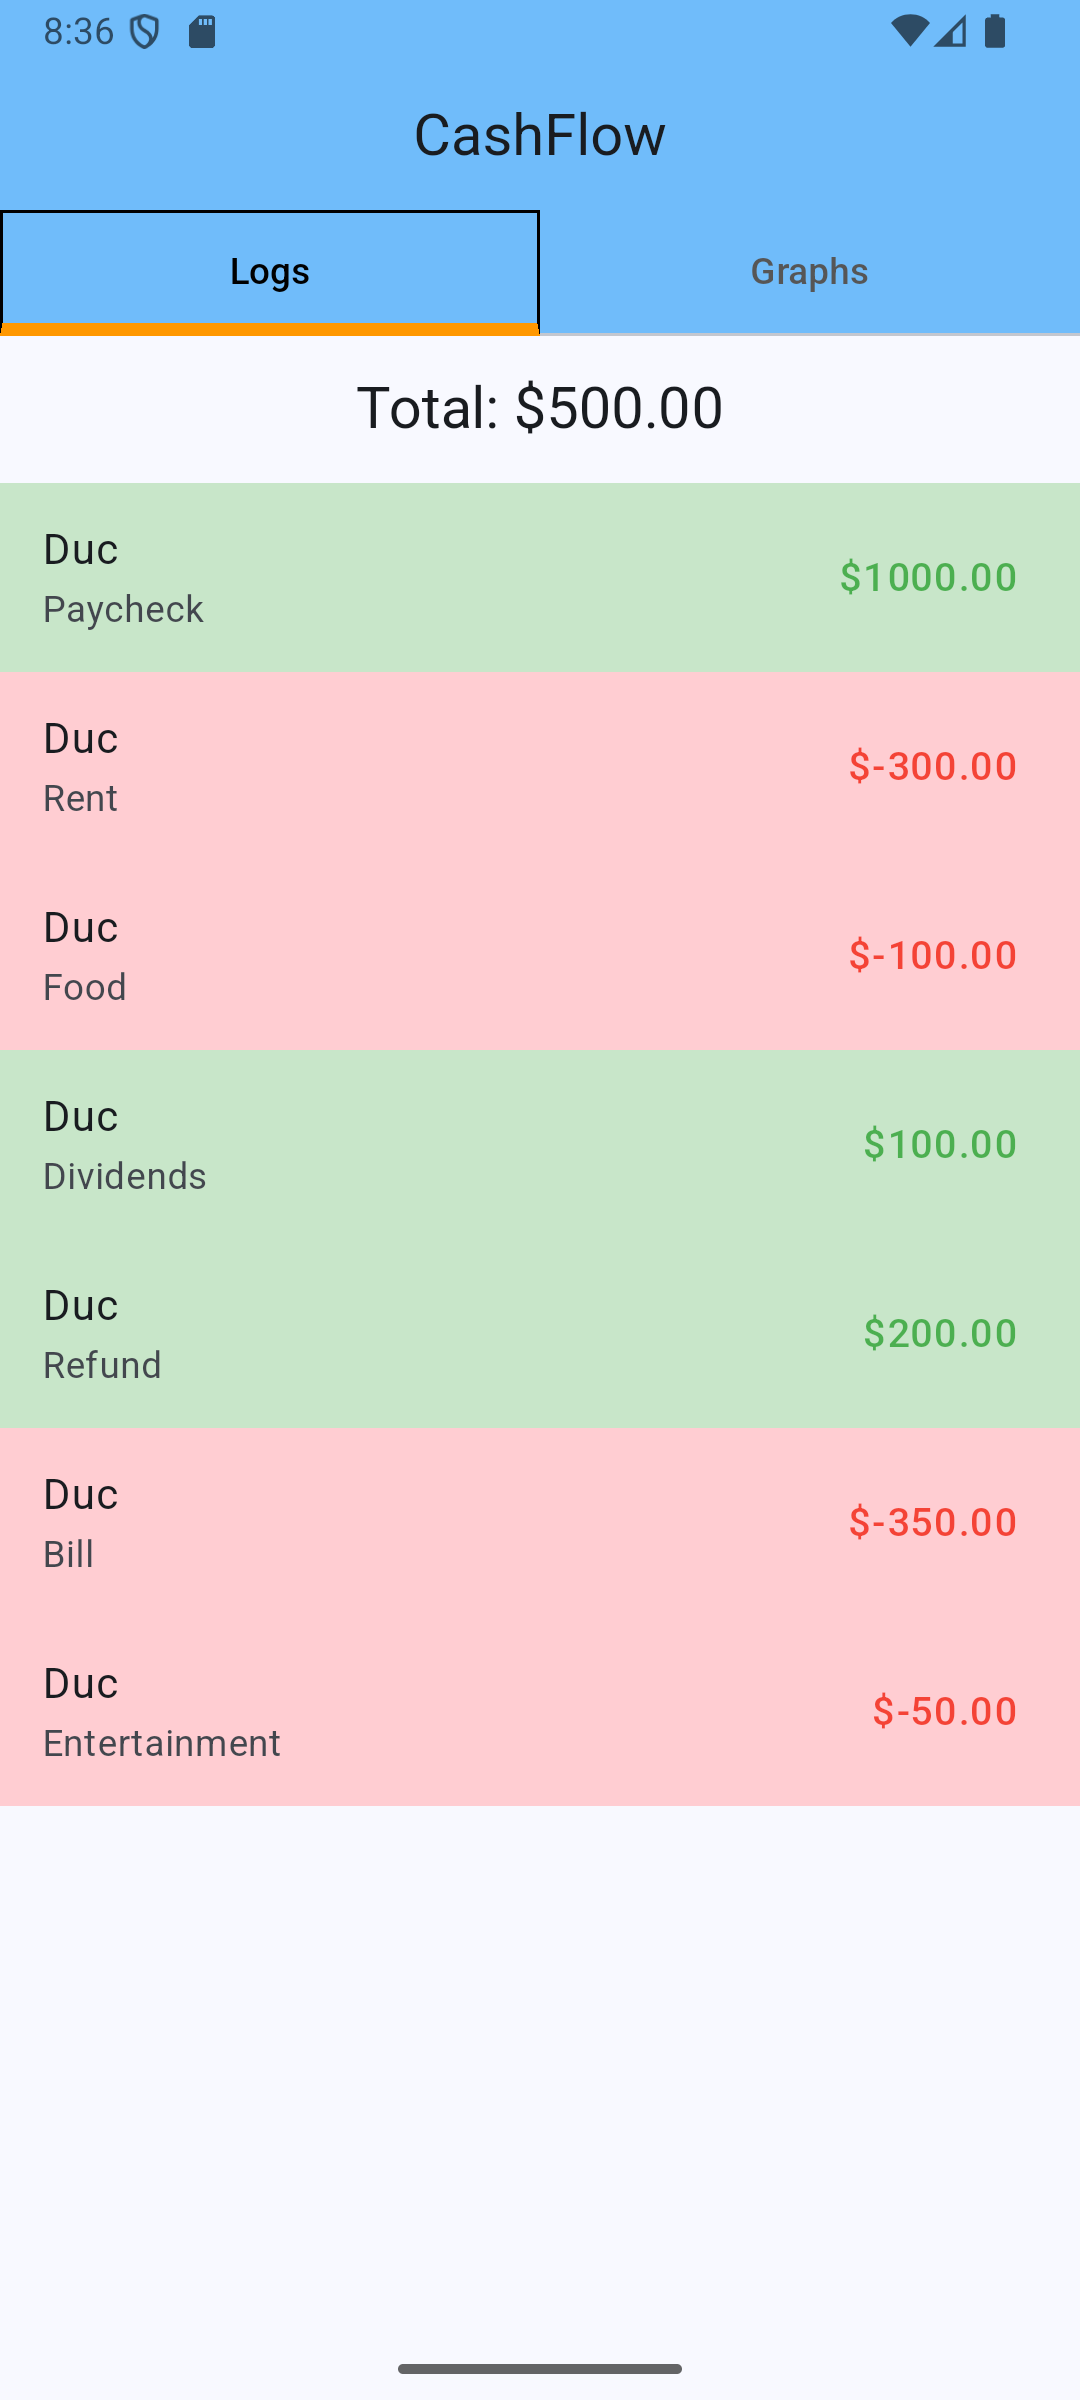 8:36
CashFlow
Logs
Graphs
Total: $500.00
Duc
Paycheck
$1000.00
Duc
Rent
$-300.00
Duc
Food
$-100.00
Duc
Dividends
$100.00
Duc
Refund
$200.00
Duc
Bill
$-350.00
Duc
Entertainment
$-50.00